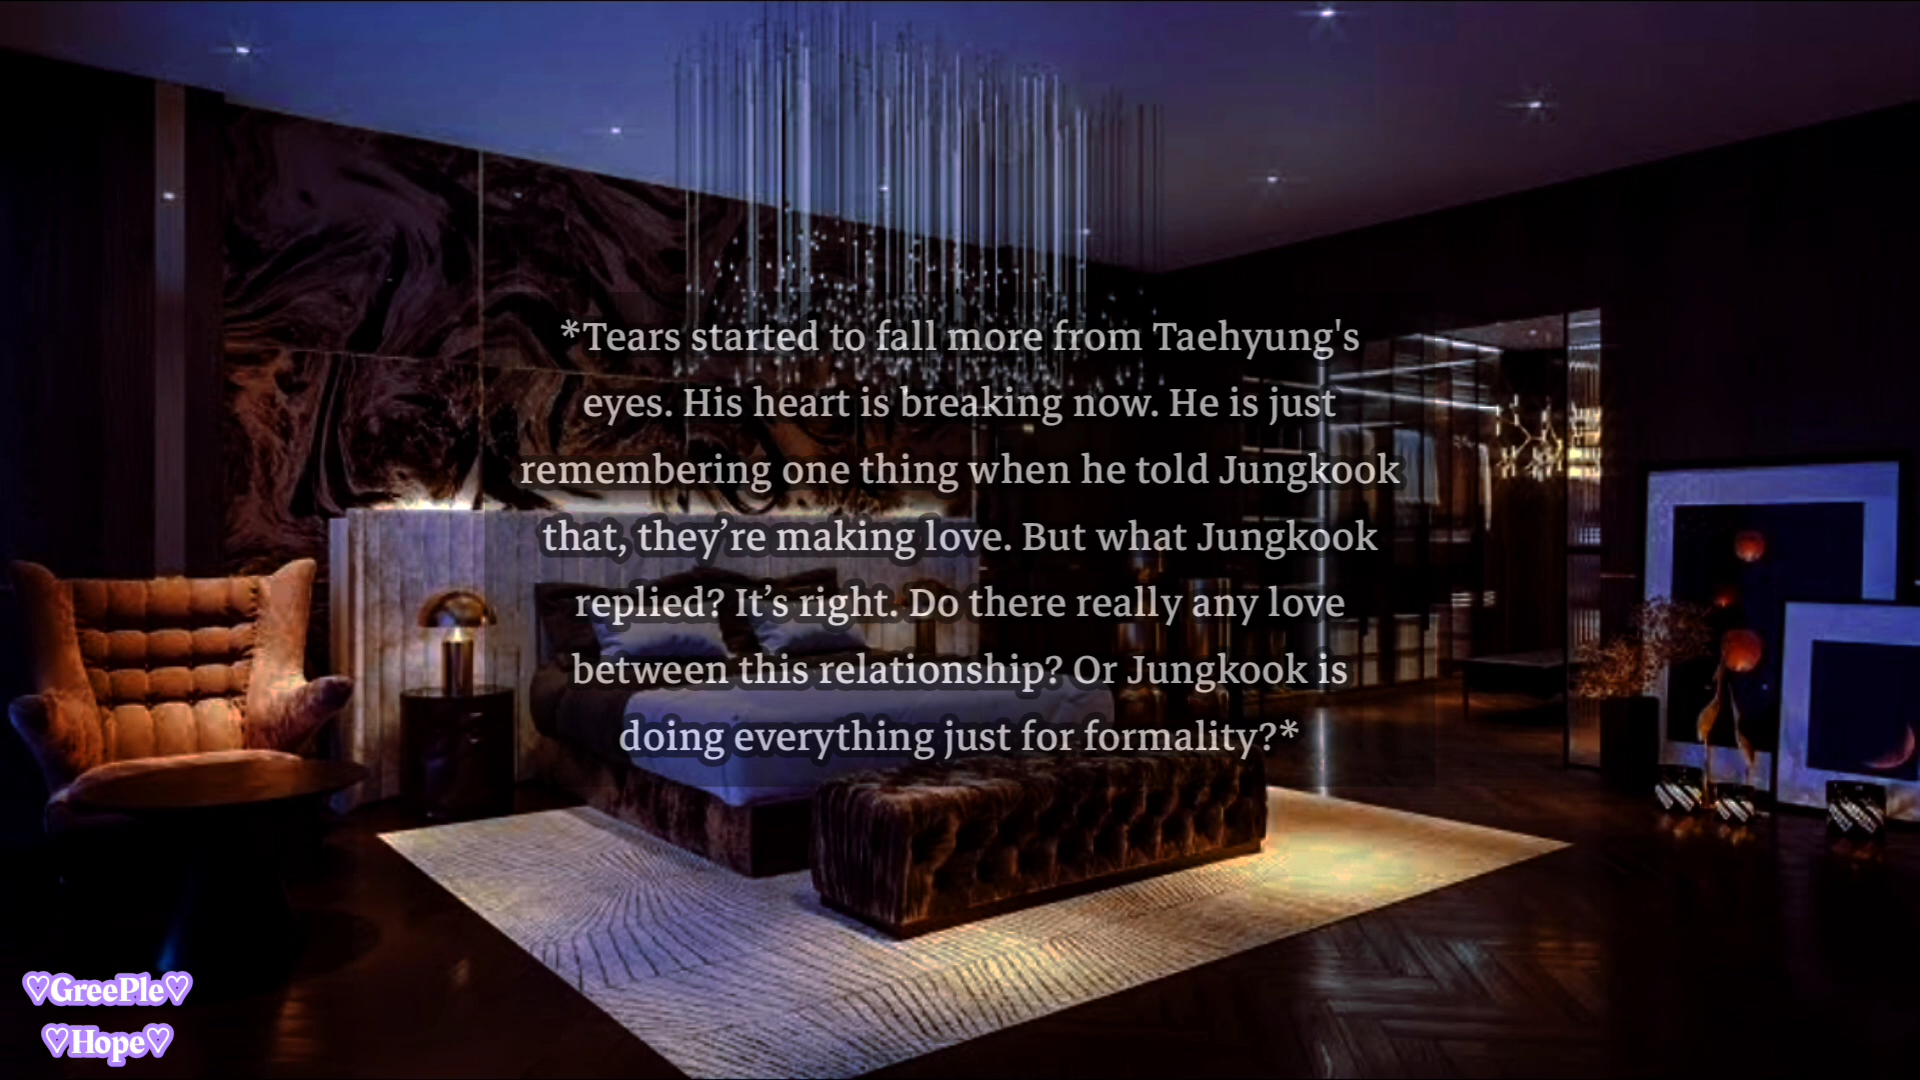 *Tears started to fall more from Taehyung's
eyes. His heart is breaking now. He is just
remembering one thing when he told Jungkook
that, they’re making love. But what Jungkook
replied? It’s right. Do there really any love
between this relationship? Or Jungkook is
doing everything just for formality?*
♡GreePle♡
♡Hope♡